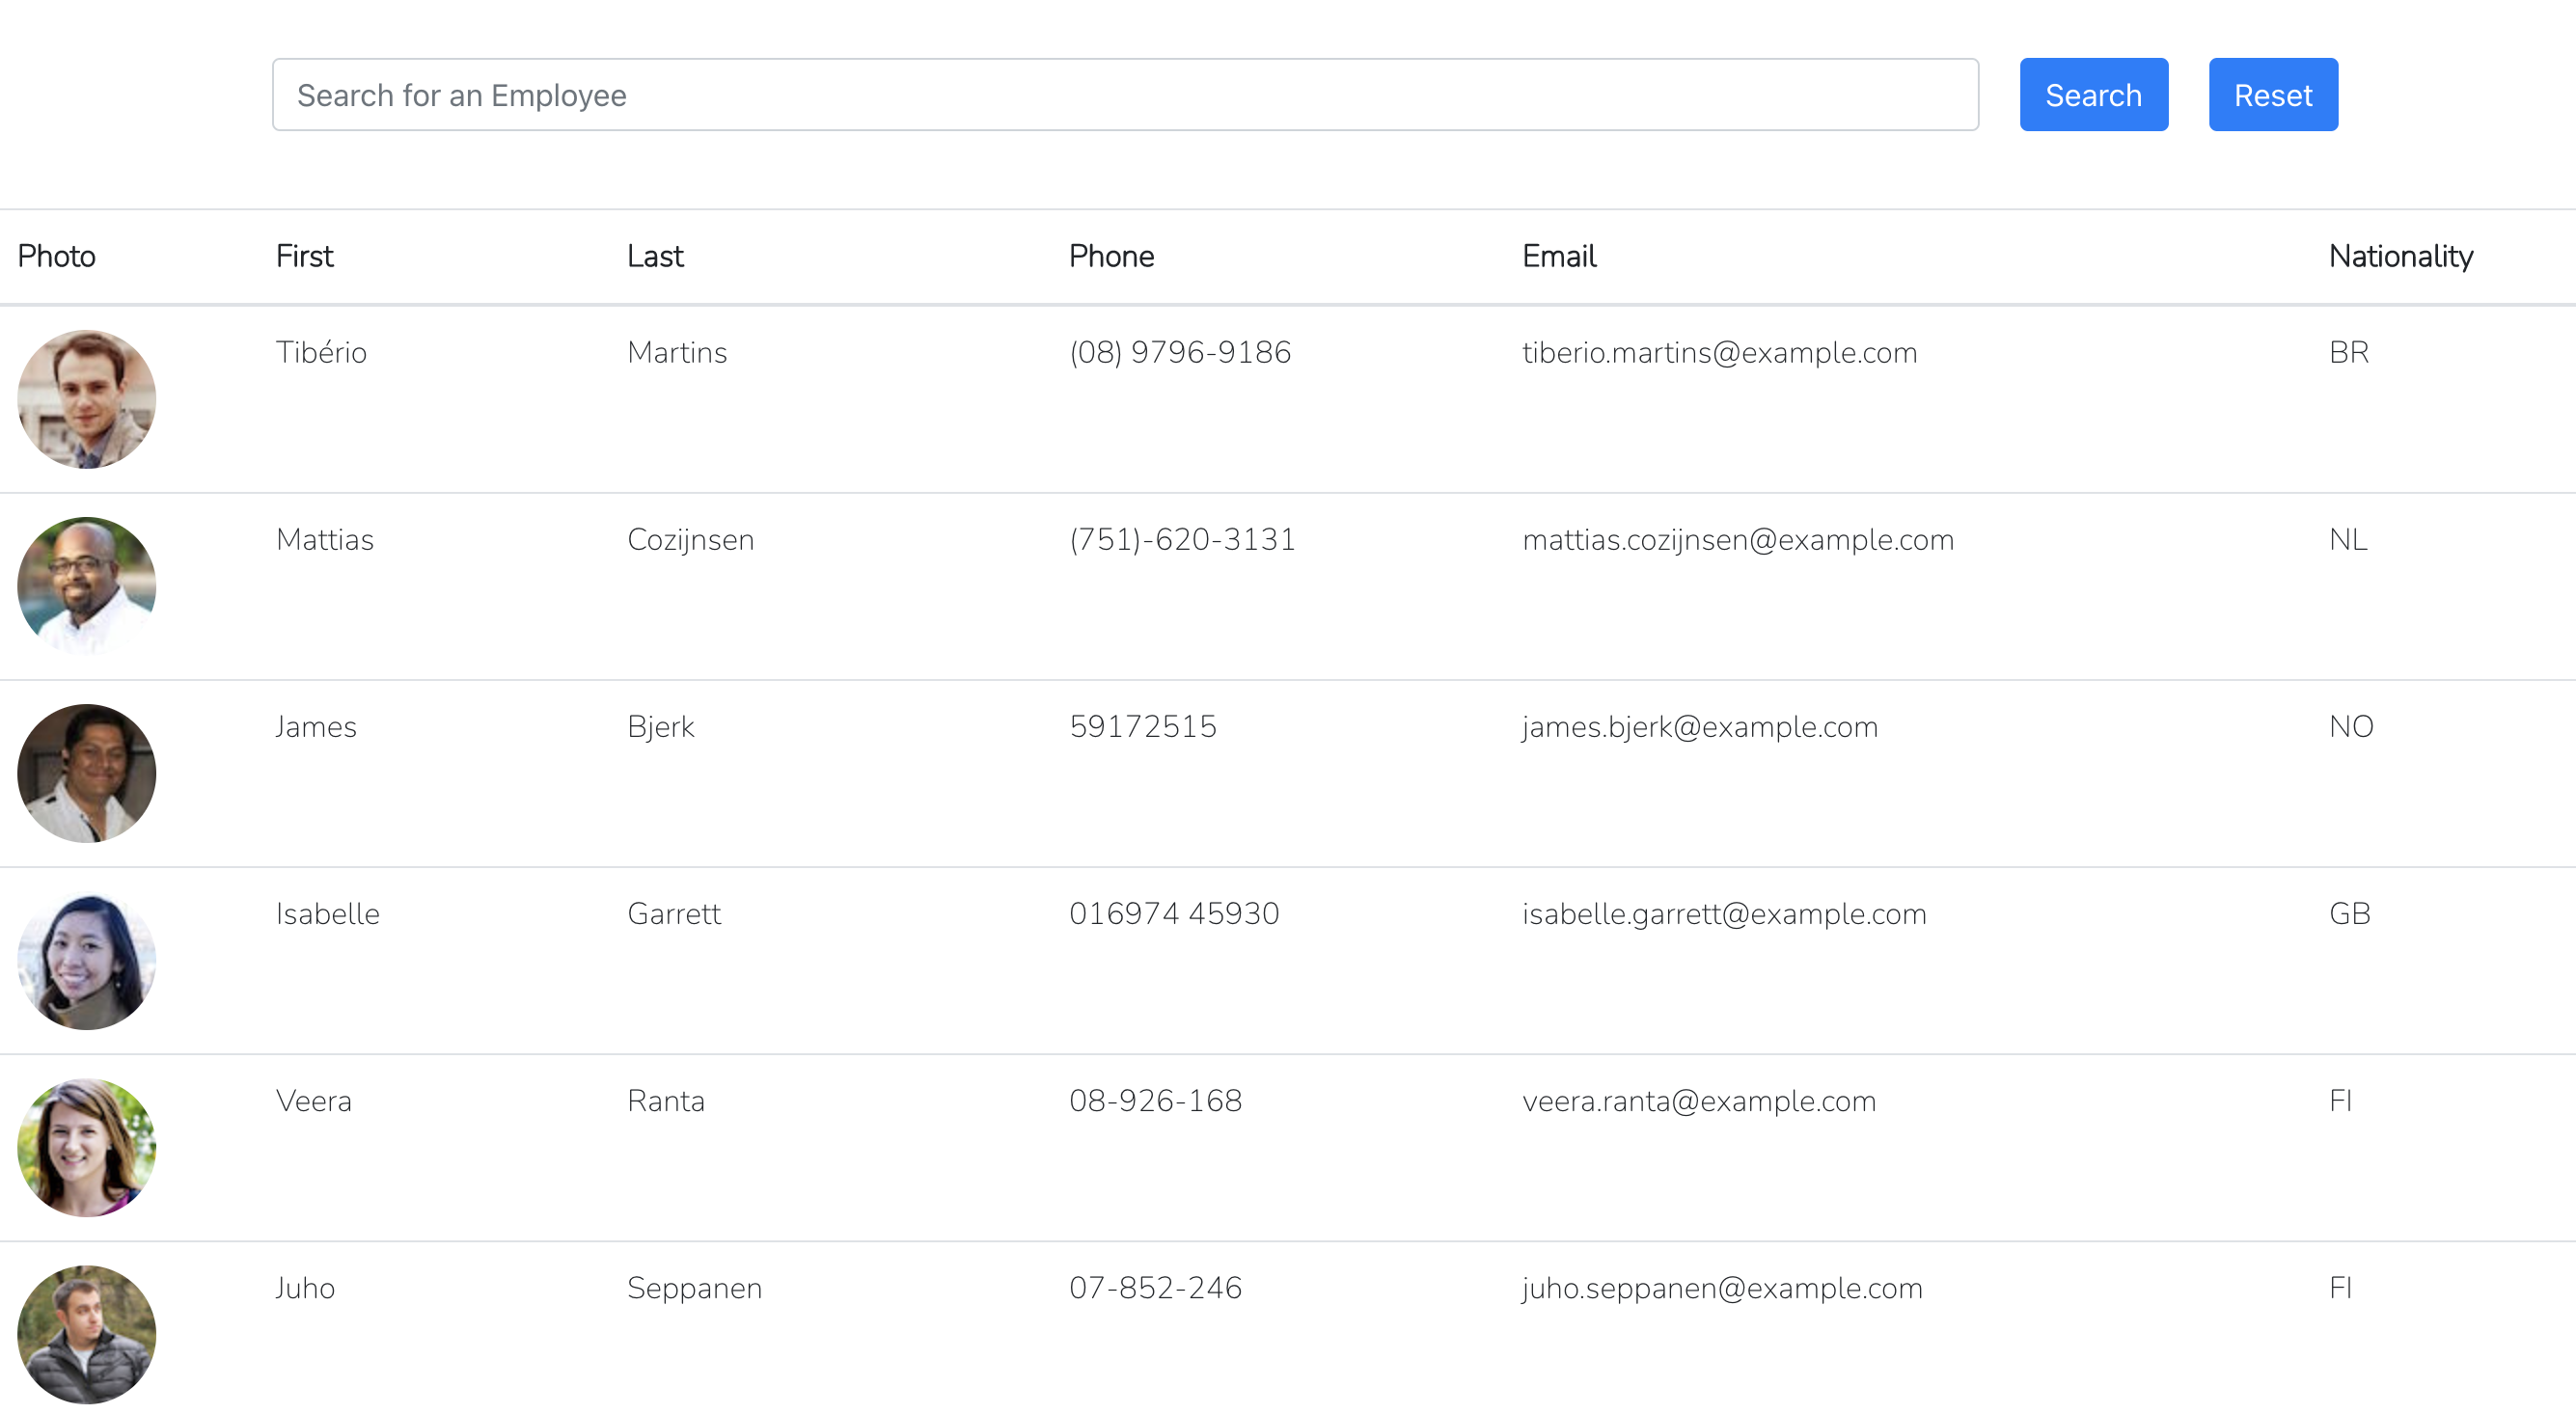 Search for an Employee Search Reset
Photo First Last Phone Email Nationality
Tibério Martins (08) 9796-9186 tiberio.martins@example.com BR
Mattias Cozijnsen (751)-620-3131 mattias.cozijnsen@example.com NL
James Bjerk 59172515 james.bjerk@example.com NO
Isabelle Garrett 016974 45930 isabelle.garrett@example.com GB
Veera Ranta 08-926-168 veera.ranta@example.com FI
Juho Seppanen 07-852-246 juho.seppanen@example.com FI